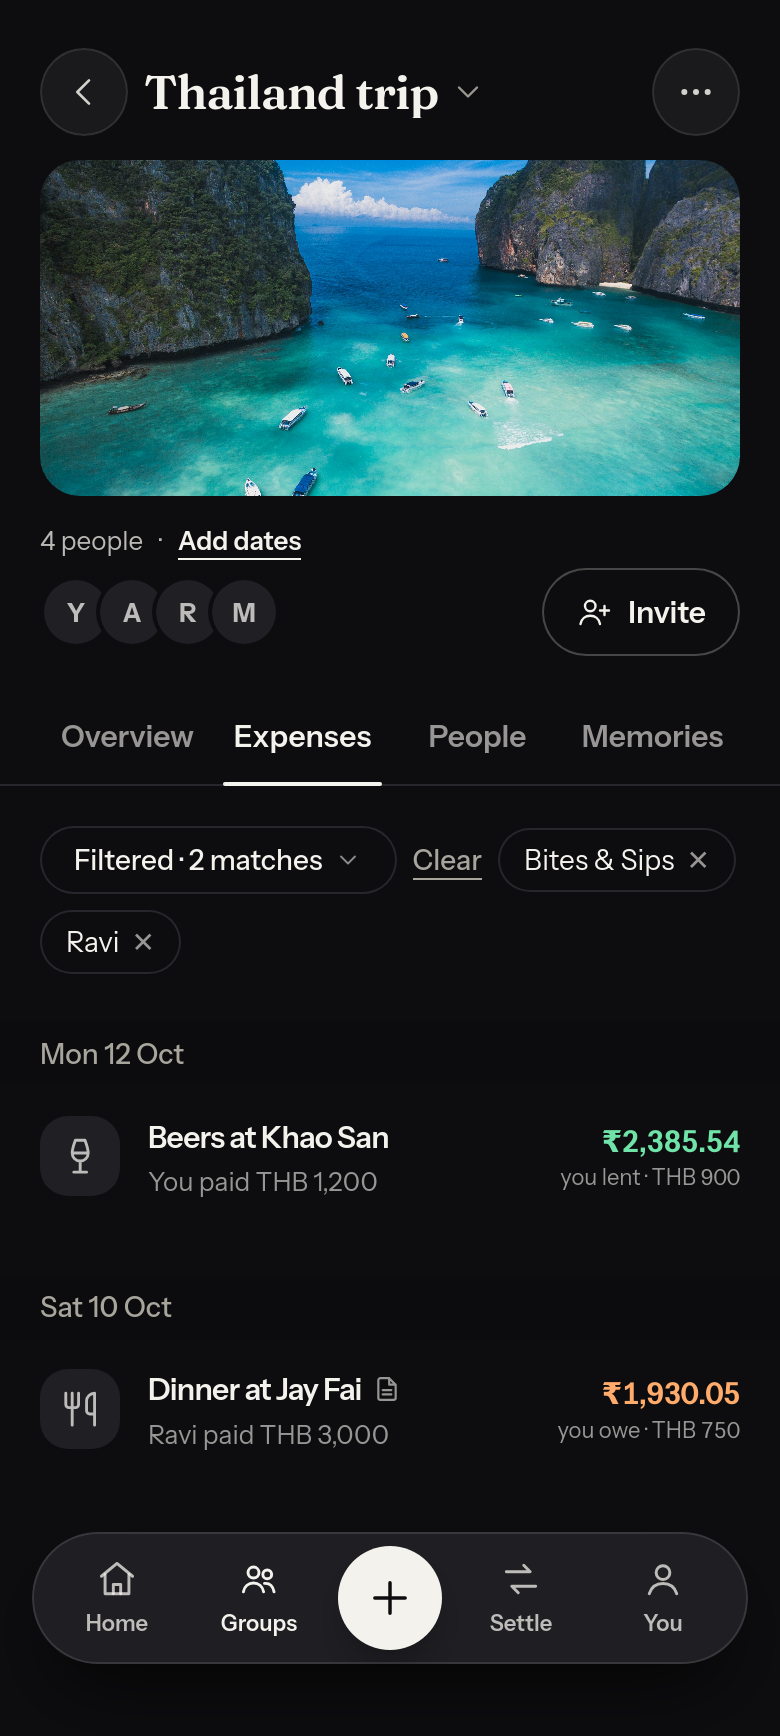 Thailand trip
4 people · Add dates
Y A R M
Invite
Overview Expenses People Memories
Filtered · 2 matches Clear Bites & Sips ✕
Ravi ✕
Mon 12 Oct
Beers at Khao San ₹2,385.54
You paid THB 1,200 you lent · THB 900
Sat 10 Oct
Dinner at Jay Fai ₹1,930.05
Ravi paid THB 3,000 you owe · THB 750
Home Groups Settle You